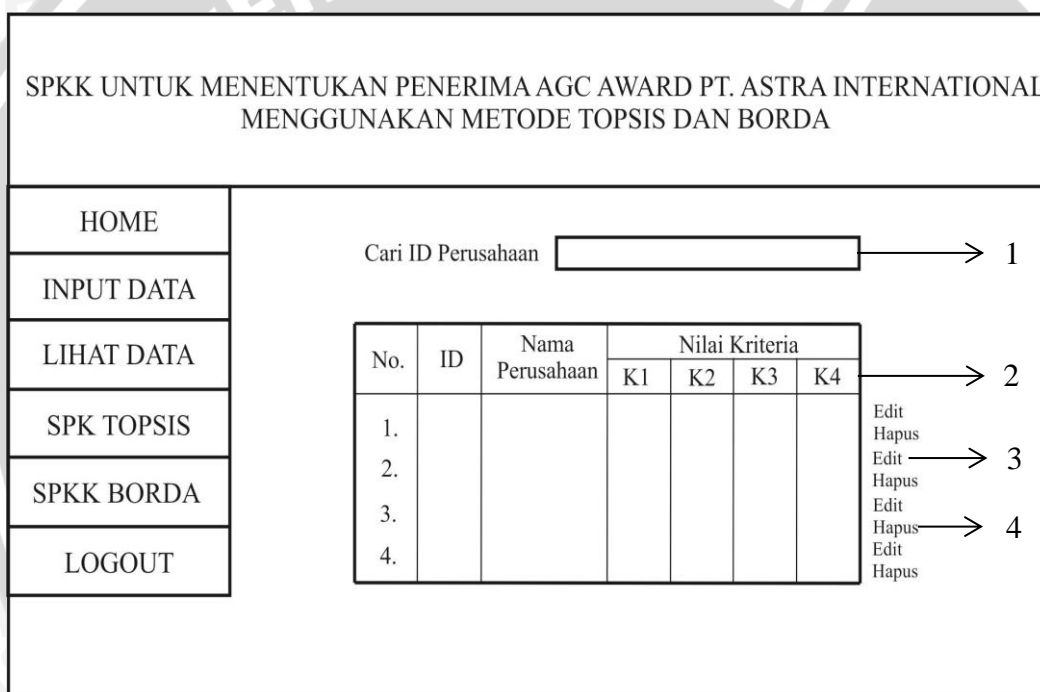 SPKK UNTUK MENENTUKAN PENERIMA AGC AWARD PT. ASTRA INTERNATIONAL
MENGGUNAKAN METODE TOPSIS DAN BORDA
HOME
INPUT DATA
LIHAT DATA
SPK TOPSIS
SPKK BORDA
LOGOUT
Cari ID Perusahaan
1
No. ID Nama Perusahaan Nilai Kriteria
K1 K2 K3 K4
2
1.
Edit
Hapus
2.
Edit
3
Hapus
3.
Edit
Hapus
4
4.
Edit
Hapus